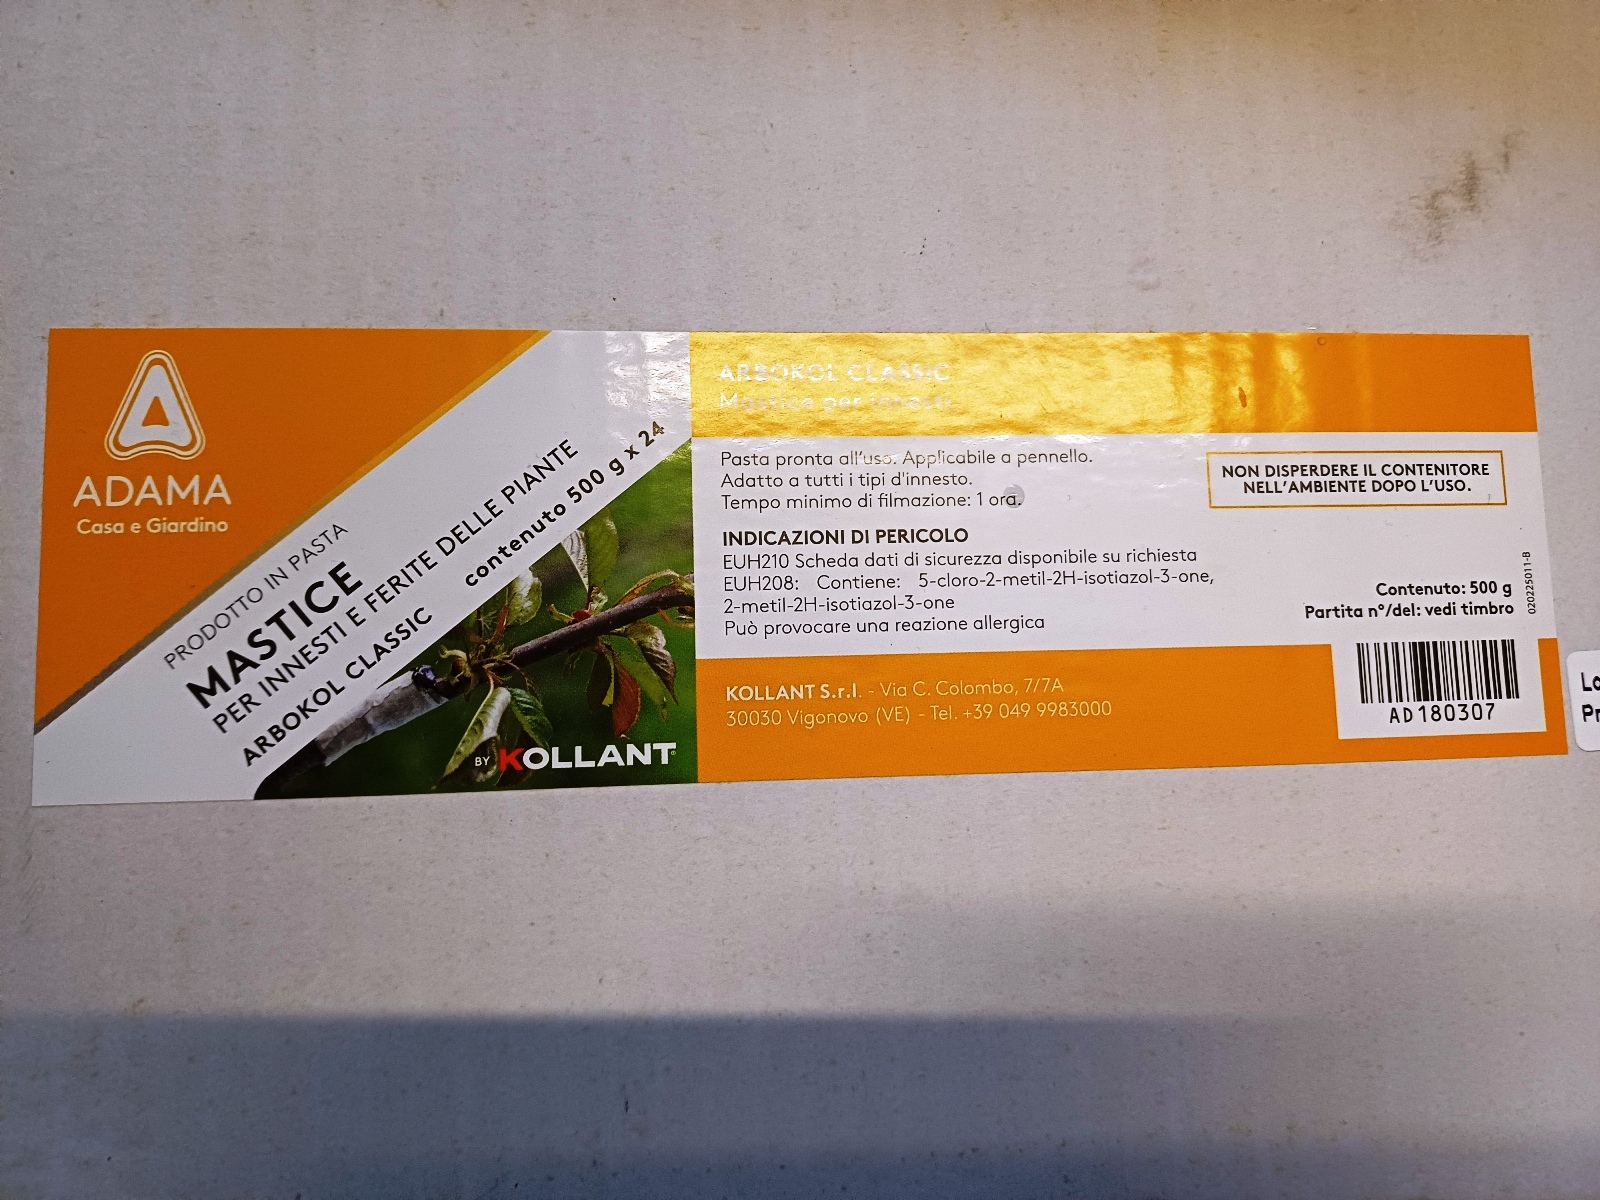 ADAMA
Casa e Giardino
PRODOTTO IN PASTA
MASTICE
PER INNESTI E FERITE DELLE PIANTE
ARBOKOL CLASSIC
contenuto 500 g x 24
BY KOLLANT®
ARBOKOL CLASSIC
Mastice per innesti
Pasta pronta all'uso. Applicabile a pennello.
Adatto a tutti i tipi d'innesto.
Tempo minimo di filmazione: 1 ora.
INDICAZIONI DI PERICOLO
EUH210 Scheda dati di sicurezza disponibile su richiesta
EUH208: Contiene: 5-cloro-2-metil-2H-isotiazol-3-one,
2-metil-2H-isotiazol-3-one
Può provocare una reazione allergica
KOLLANT S.r.l. - Via C. Colombo, 7/7A
30030 Vigonovo (VE) - Tel. +39 049 9983000
NON DISPERDERE IL CONTENITORE
NELL'AMBIENTE DOPO L'USO.
Contenuto: 500 g
Partita n°/del: vedi timbro
0202225011-B
AD180307